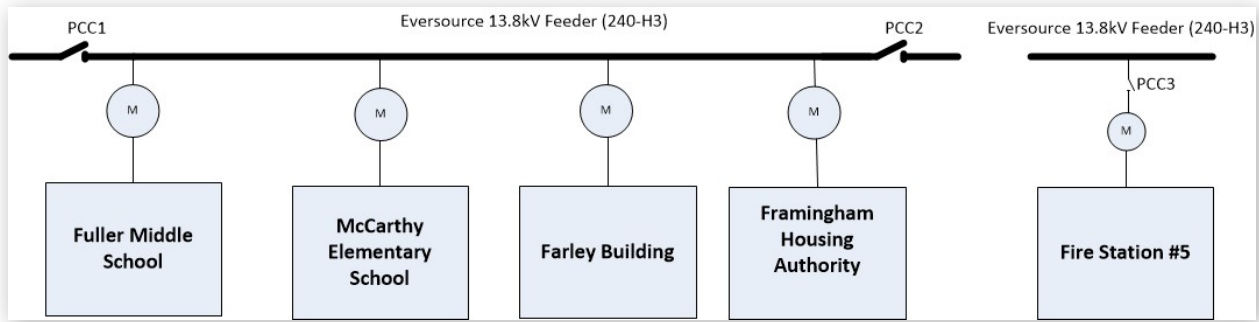 PCC1
Eversource 13.8kV Feeder (240-H3)
PCC2
Eversource 13.8kV Feeder (240-H3)
PCC3
M
M
M
M
M
Fuller Middle
School
McCarthy
Elementary
School
Farley Building
Framingham
Housing
Authority
Fire Station #5